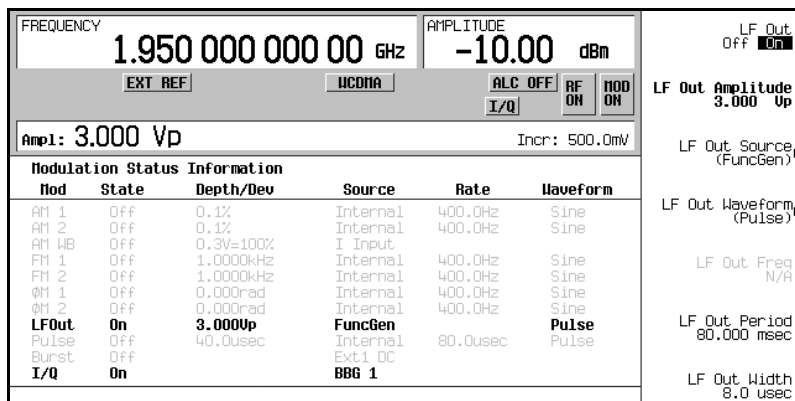 FREQUENCY
1.950 000 000 00 GHz
AMPLITUDE
-10.00 dBm
EXT REF
WCDMA
ALC OFF
I/Q
RF ON
MOD ON
Ampl: 3.000 Vp
Incr: 500.0mV
Modulation Status Information
Mod State Depth/Dev Source Rate Waveform
AM 1 Off 0.1% Internal 400.0Hz Sine
AM 2 Off 0.1% Internal 400.0Hz Sine
AM WB Off 0.3V=100% I Input
FM 1 Off 1.0000kHz Internal 400.0Hz Sine
FM 2 Off 1.0000kHz Internal 400.0Hz Sine
ΦM 1 Off 0.000rad Internal 400.0Hz Sine
ΦM 2 Off 0.000rad Internal 400.0Hz Sine
LFOut On 3.000Vp FuncGen Pulse
Pulse Off 40.0usec Internal 80.0usec Pulse
Burst Off Ext1 DC
I/Q On BBG 1
LF Out
Off On
LF Out Amplitude
3.000 Vp
LF Out Source
(FuncGen)
LF Out Waveform
(Pulse)
LF Out Freq
N/A
LF Out Period
80.000 msec
LF Out Width
8.0 usec